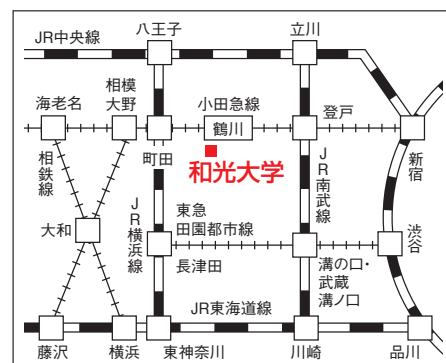 八王子
立川
JR中央線
海老名
相模
大野
小田急線
鶴川
登戸
町田
和光大学
新宿
相鉄線
JR横浜線
JR南武線
大和
東急
田園都市線
長津田
渋谷
溝の口・
武蔵
溝ノ口
JR東海道線
藤沢
横浜
東神奈川
川崎
品川